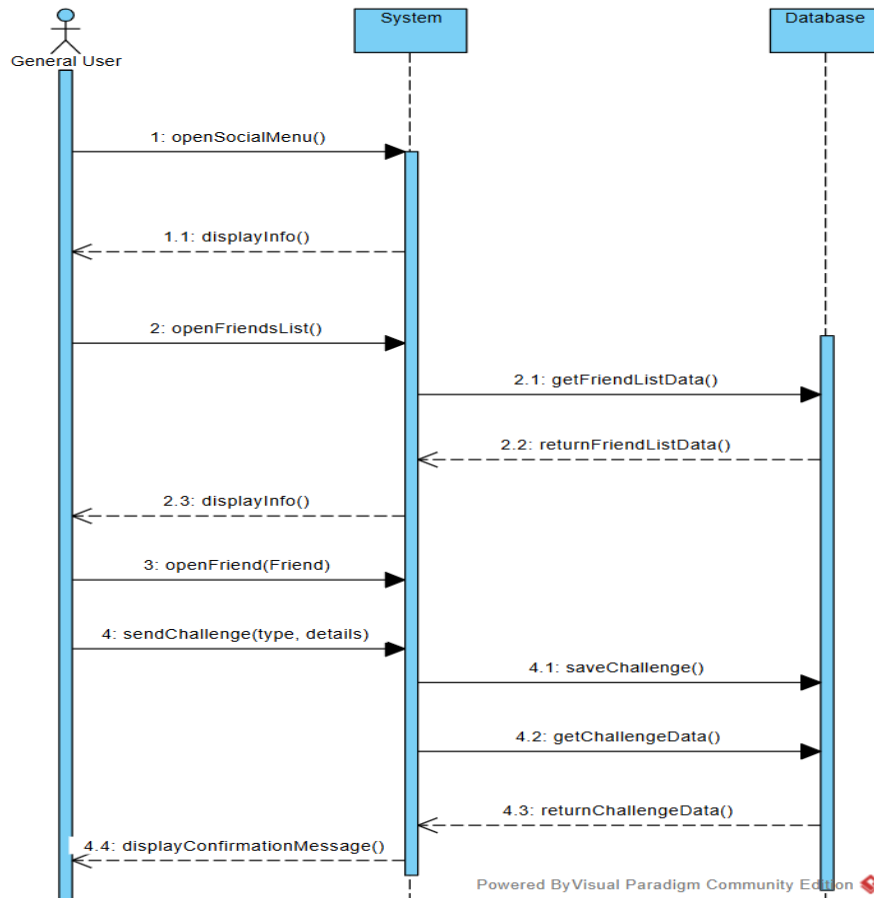 System
Database
General User
1: openSocialMenu()
1.1: displayInfo()
2: openFriendsList()
2.1: getFriendListData()
2.2: returnFriendListData()
2.3: displayInfo()
3: openFriend(Friend)
4: sendChallenge(type, details)
4.1: saveChallenge()
4.2: getChallengeData()
4.3: returnChallengeData()
4.4: displayConfirmationMessage()
Powered By Visual Paradigm Community Edition